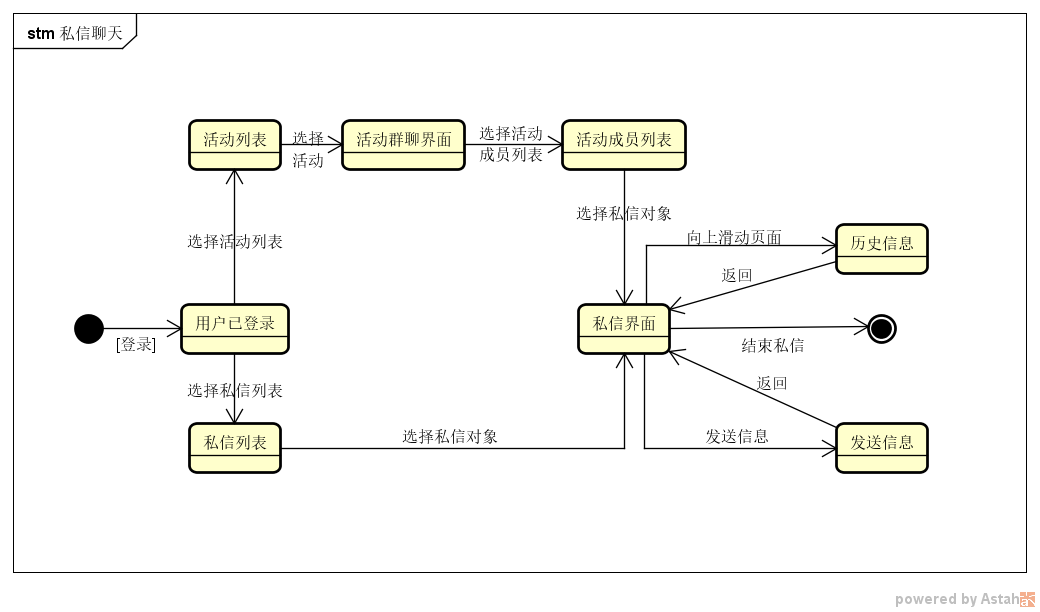 stm 私信聊天
活动列表
选择
活动
活动群聊界面
选择活动
成员列表
活动成员列表
选择活动列表
选择私信对象
向上滑动页面
历史信息
返回
用户已登录
[登录]
私信界面
结束私信
选择私信列表
返回
私信列表
选择私信对象
发送信息
发送信息
powered by Astah